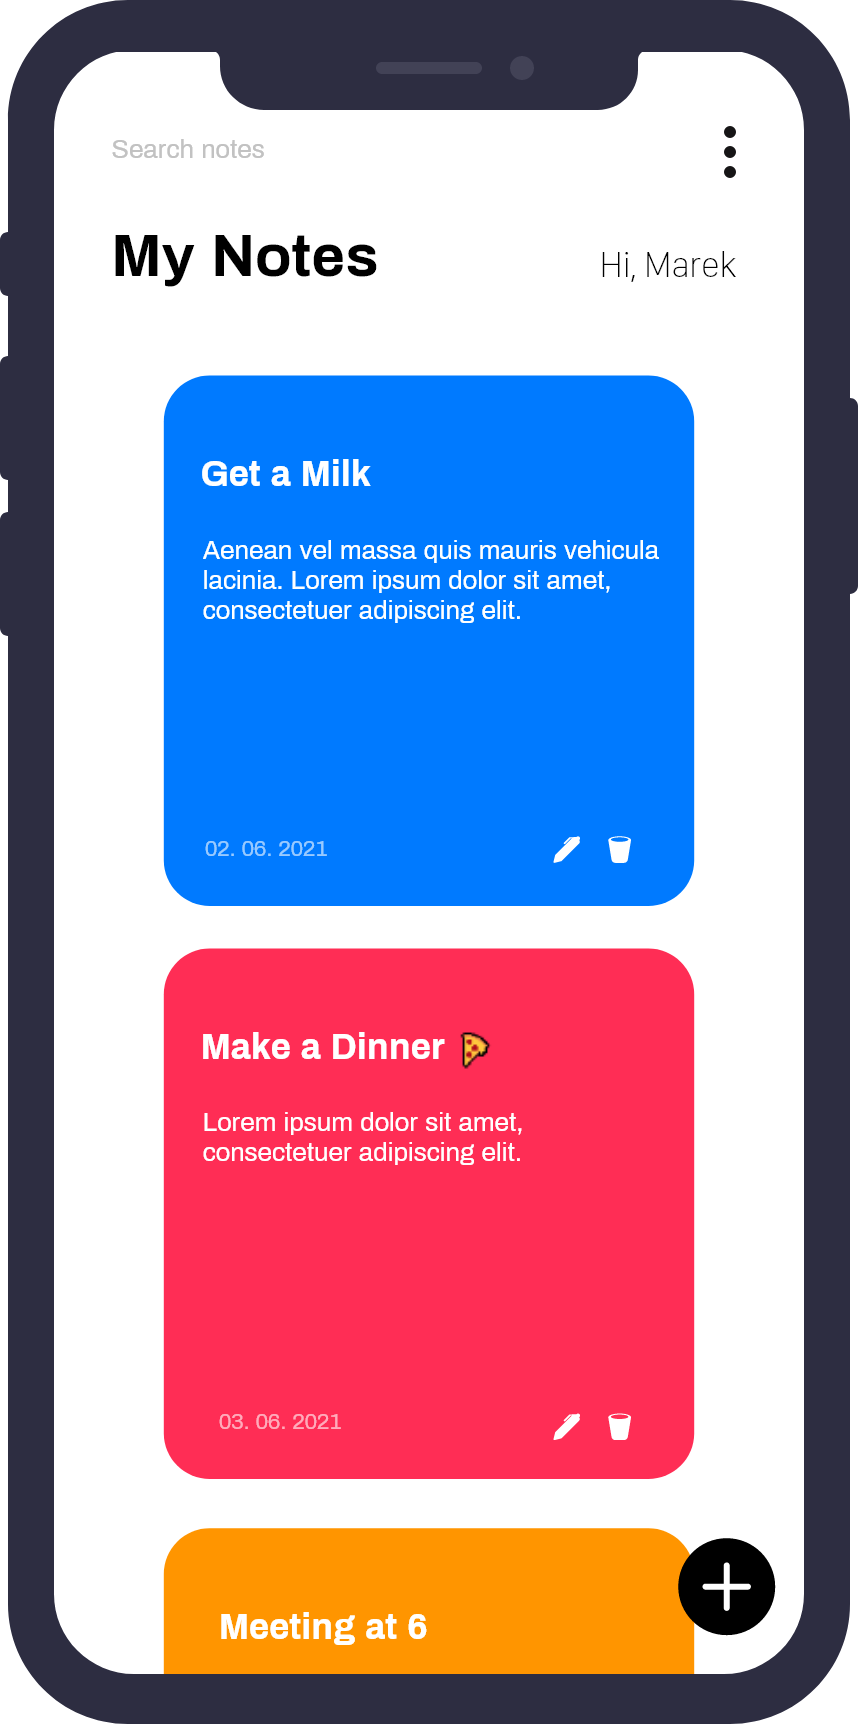 Search notes
My Notes
Hi, Marek
Get a Milk
Aenean vel massa quis mauris vehicula
lacinia. Lorem ipsum dolor sit amet,
consectetuer adipiscing elit.
02. 06. 2021
Make a Dinner 🍕
Lorem ipsum dolor sit amet,
consectetuer adipiscing elit.
03. 06. 2021
Meeting at 6